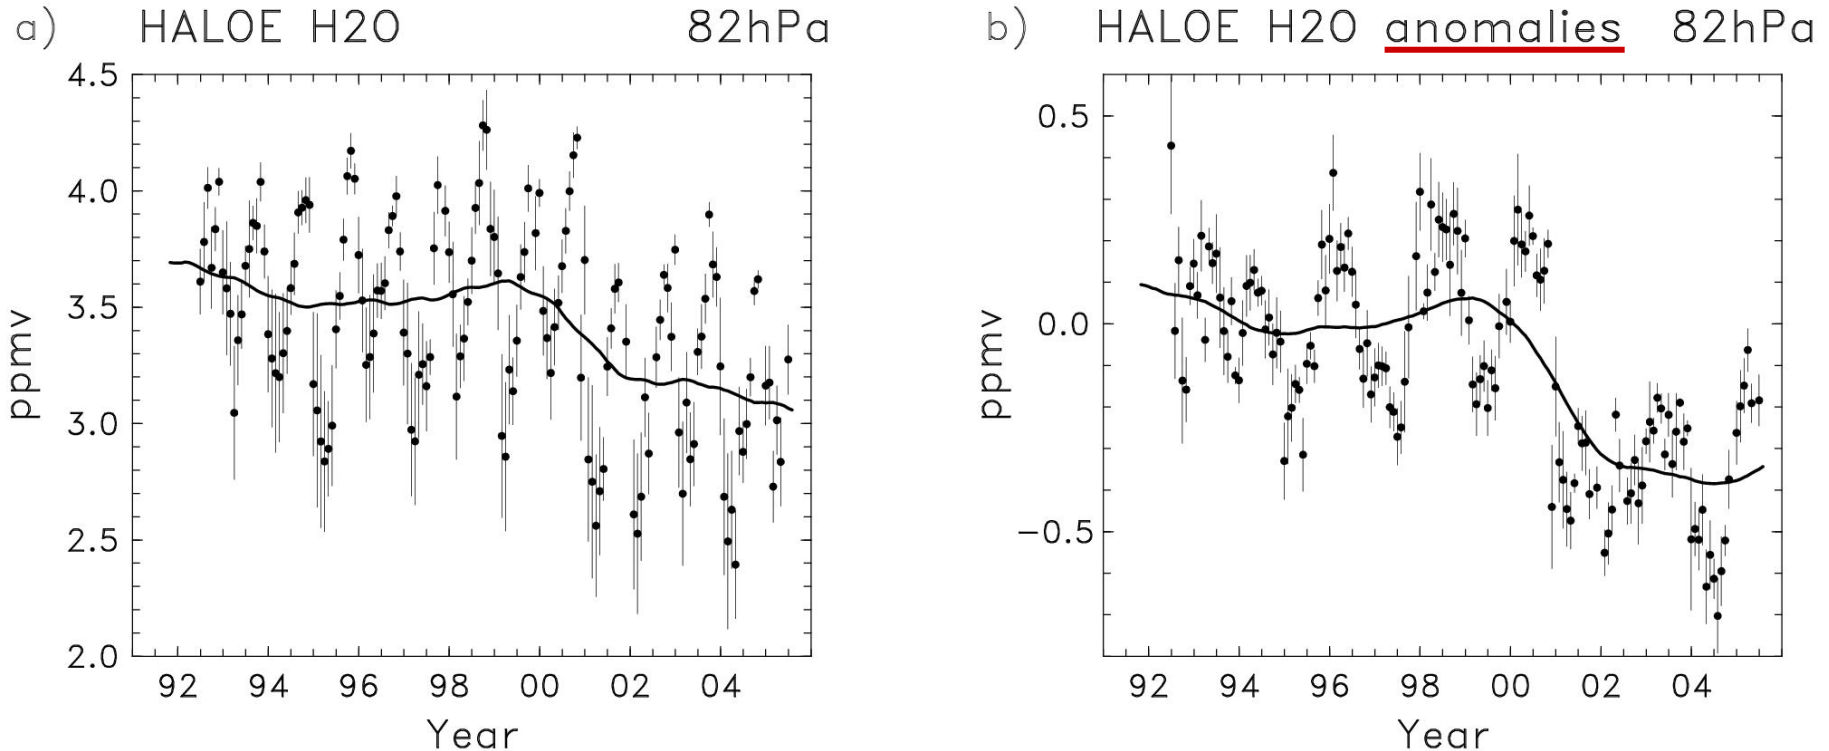 a) HALOE H2O 82hPa
4.5
4.0
3.5
3.0
2.5
2.0
ppmv
92 94 96 98 00 02 04
Year
b) HALOE H2O anomalies 82hPa
0.5
0.0
−0.5
ppmv
92 94 96 98 00 02 04
Year